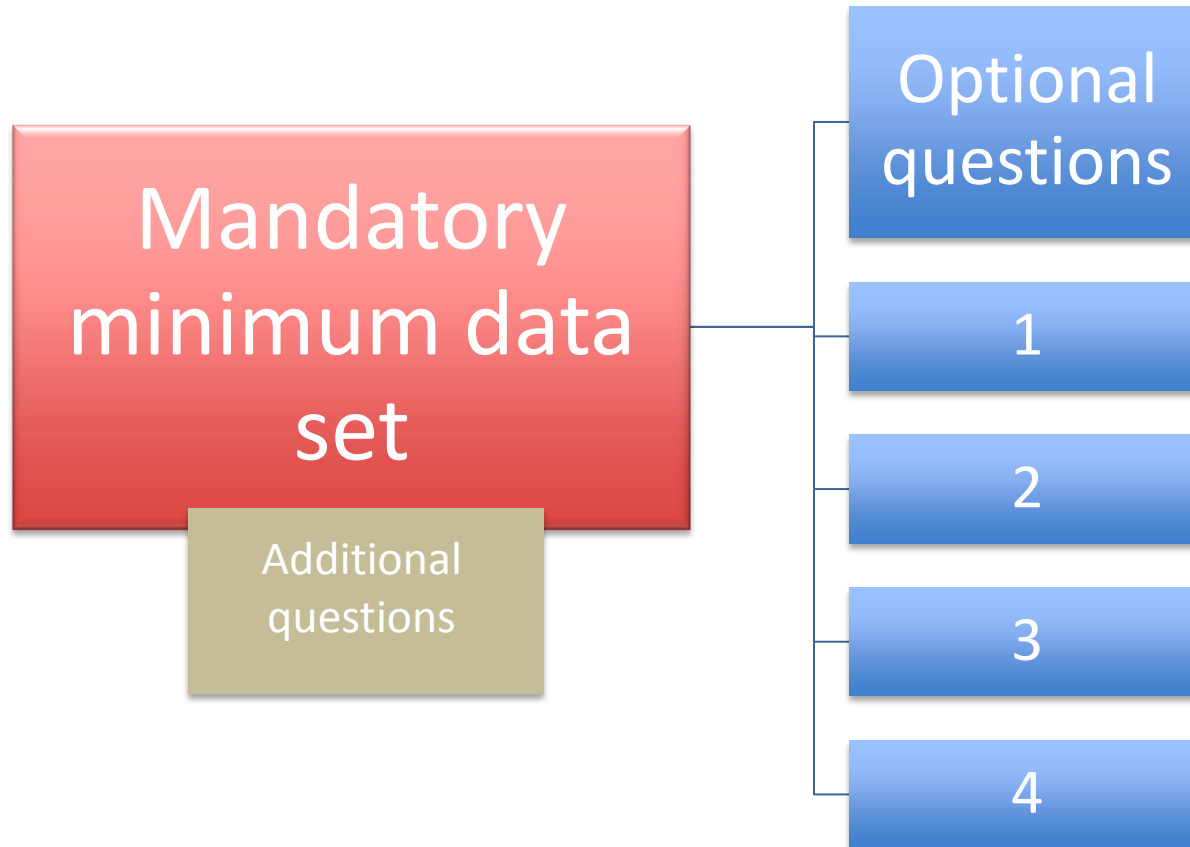 Mandatory
minimum data
set
Additional
questions
Optional
questions
1
2
3
4